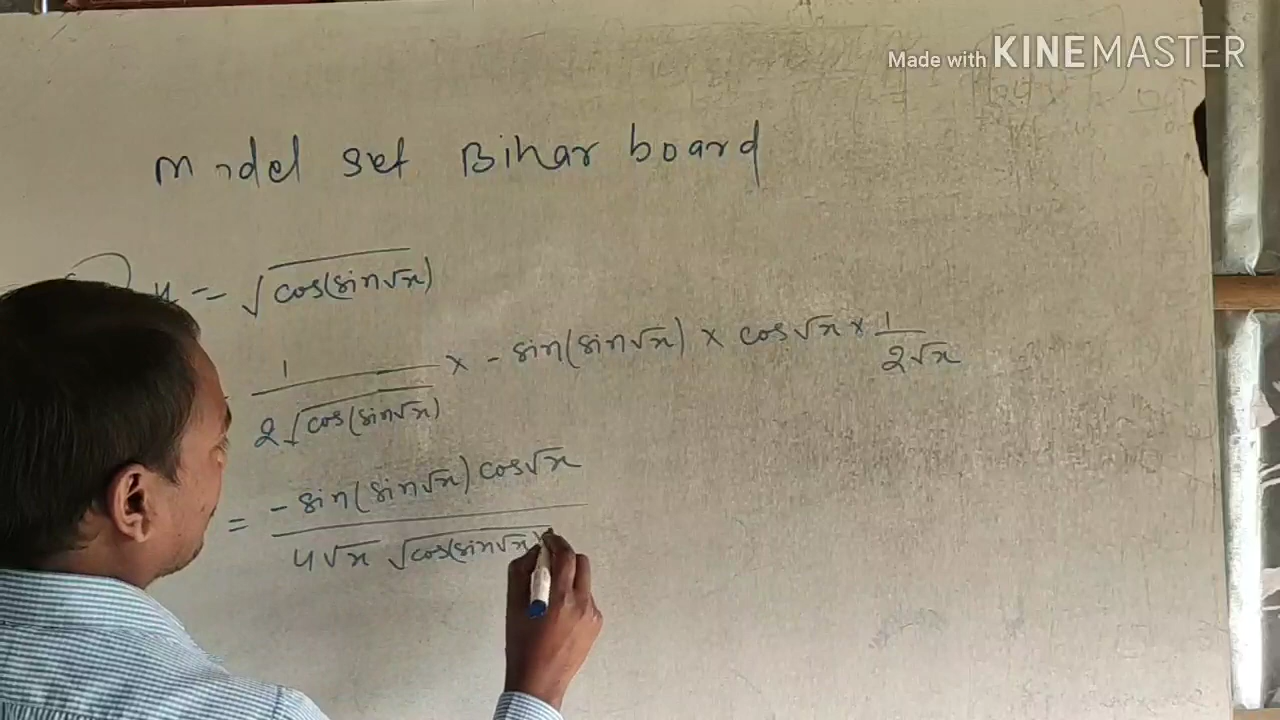 Made with KINEMASTER
Model set Bihar board
y = √cos(sin√x)
1/2√cos(sin√x) × - sin(sin√x) × cos√x × 1/2√x
= - sin(sin√x) cos√x / 4√x √cos(sin√x)